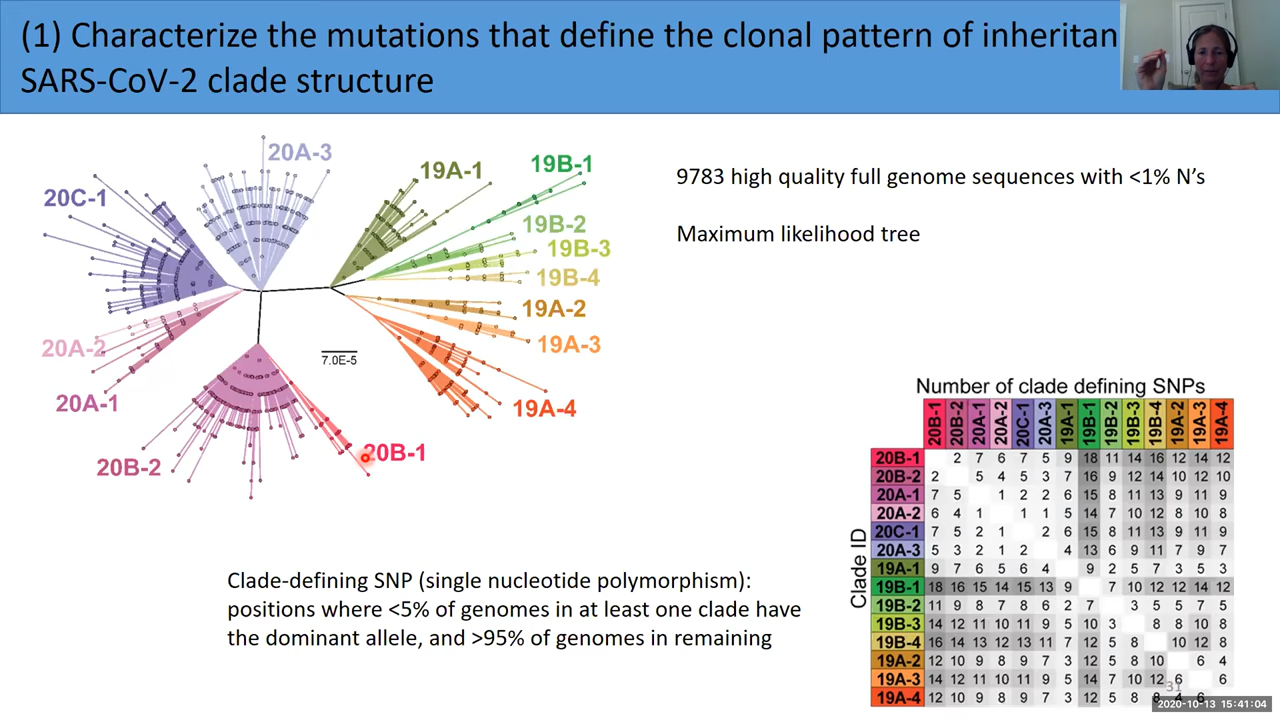 (1) Characterize the mutations that define the clonal pattern of inheritan
SARS-CoV-2 clade structure
20A-3
20C-1
19A-1
19B-1
19B-2
19B-3
19B-4
19A-2
19A-3
19A-4
20A-2
20A-1
20B-2
20B-1
7.0E-5
9783 high quality full genome sequences with <1% N's
Maximum likelihood tree
Clade-defining SNP (single nucleotide polymorphism):
positions where <5% of genomes in at least one clade have
the dominant allele, and >95% of genomes in remaining
Number of clade defining SNPs
20B-1 20B-2 20A-1 20A-2 20C-1 20A-3 19A-1 19B-1 19B-2 19B-3 19B-4 19A-2 19A-3 19A-4
Clade ID
20B-1 2 7 6 7 5 9 18 11 14 16 12 14 12
20B-2 2 5 4 5 3 7 16 9 12 14 10 12 10
20A-1 7 5 1 2 2 6 15 8 11 13 9 11 9
20A-2 6 4 1 1 1 5 14 7 10 12 8 10 8
20C-1 7 5 2 1 2 6 15 8 11 13 9 11 9
20A-3 5 3 2 1 2 4 13 6 9 11 7 9 7
19A-1 9 7 6 5 6 4 9 2 5 7 3 5 3
19B-1 18 16 15 14 15 13 9 7 10 12 12 14 12
19B-2 11 9 8 7 8 6 2 7 3 5 5 7 5
19B-3 14 12 11 10 11 9 5 10 3 8 8 10 8
19B-4 16 14 13 12 13 11 7 12 5 8 10 12 8
19A-2 12 10 9 8 9 7 3 12 5 8 10 6 4
19A-3 14 12 11 10 11 9 5 14 7 10 12 6 6
19A-4 12 10 9 8 9 7 3 12 5 8 8 4 6
31
2020-10-13 15:41:04